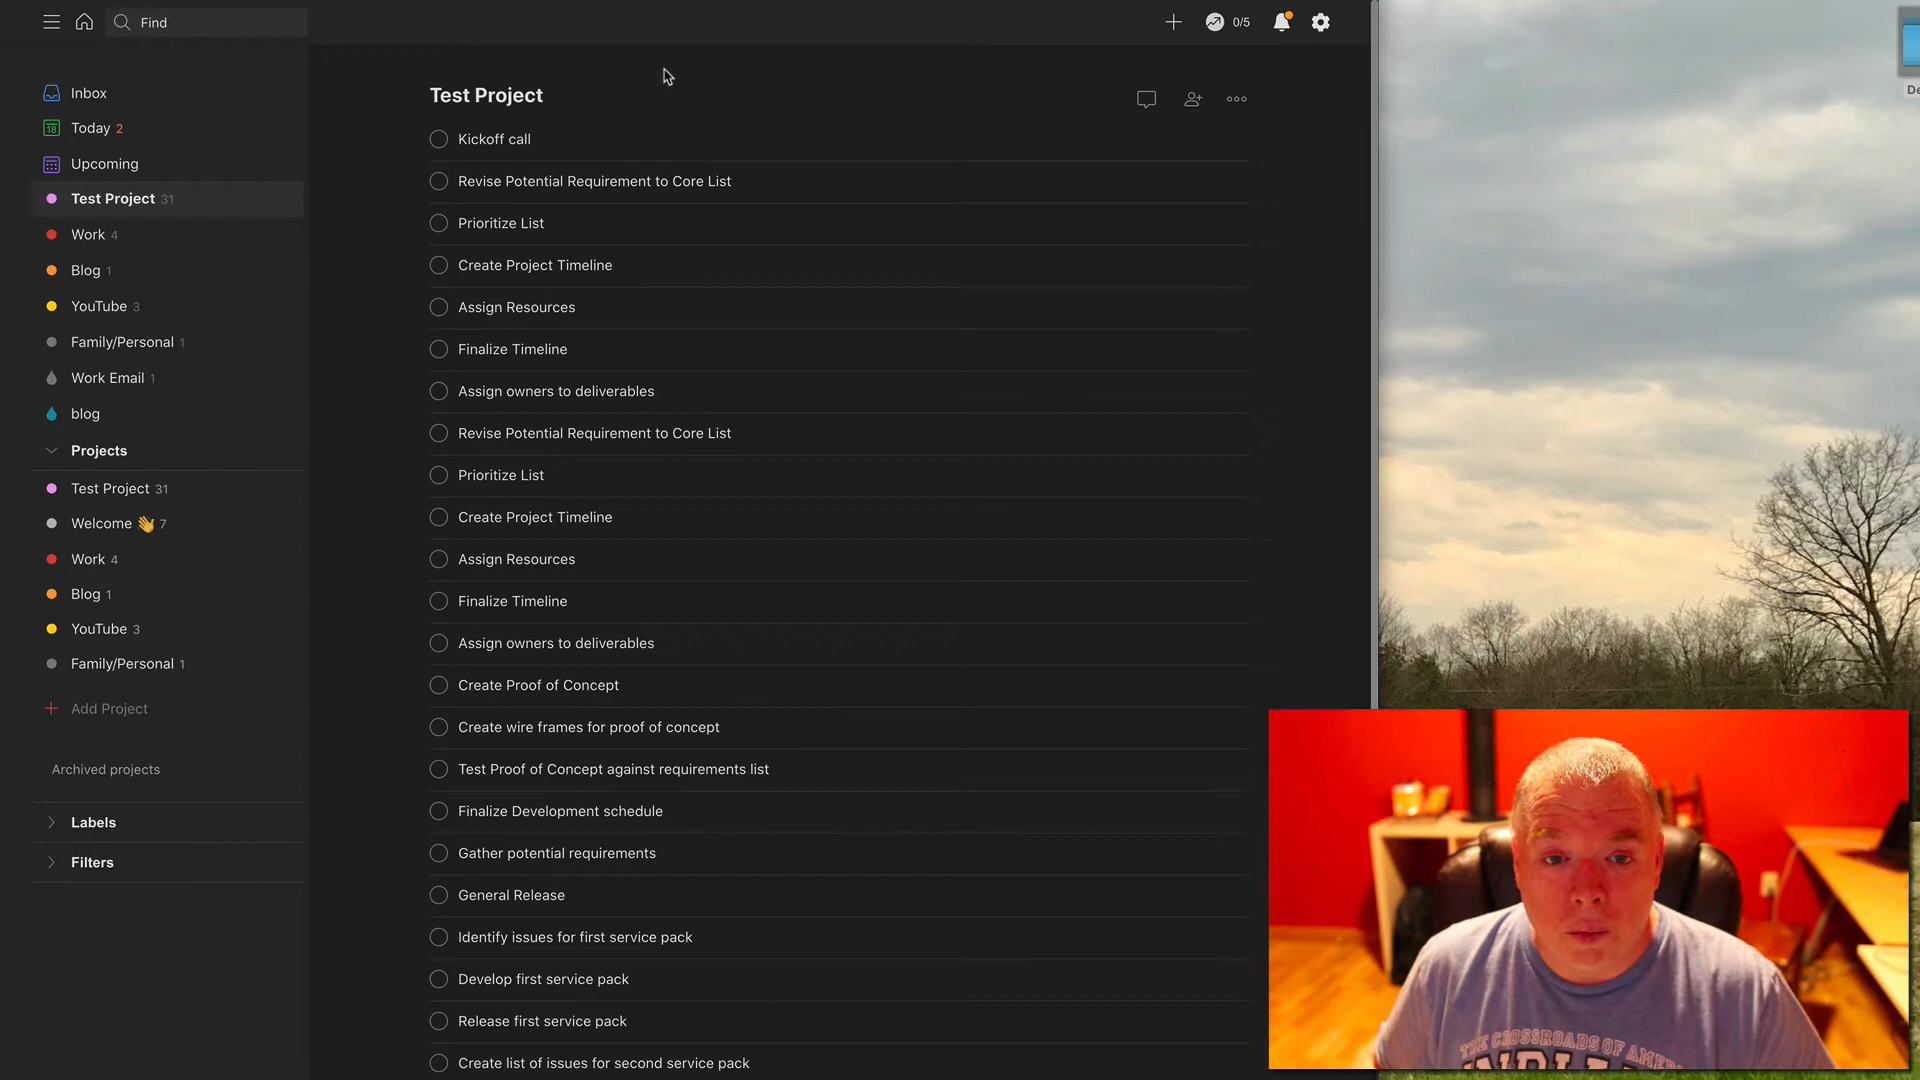 Find
0/5
Inbox
18 Today 2
Upcoming
Test Project 31
Work 4
Blog 1
YouTube 3
Family/Personal 1
Work Email 1
blog
Projects
Test Project 31
Welcome 👋 7
Work 4
Blog 1
YouTube 3
Family/Personal 1
+ Add Project
Archived projects
Labels
Filters
Test Project
Kickoff call
Revise Potential Requirement to Core List
Prioritize List
Create Project Timeline
Assign Resources
Finalize Timeline
Assign owners to deliverables
Revise Potential Requirement to Core List
Prioritize List
Create Project Timeline
Assign Resources
Finalize Timeline
Assign owners to deliverables
Create Proof of Concept
Create wire frames for proof of concept
Test Proof of Concept against requirements list
Finalize Development schedule
Gather potential requirements
General Release
Identify issues for first service pack
Develop first service pack
Release first service pack
Create list of issues for second service pack
De
THE CROSSROADS OF AMER